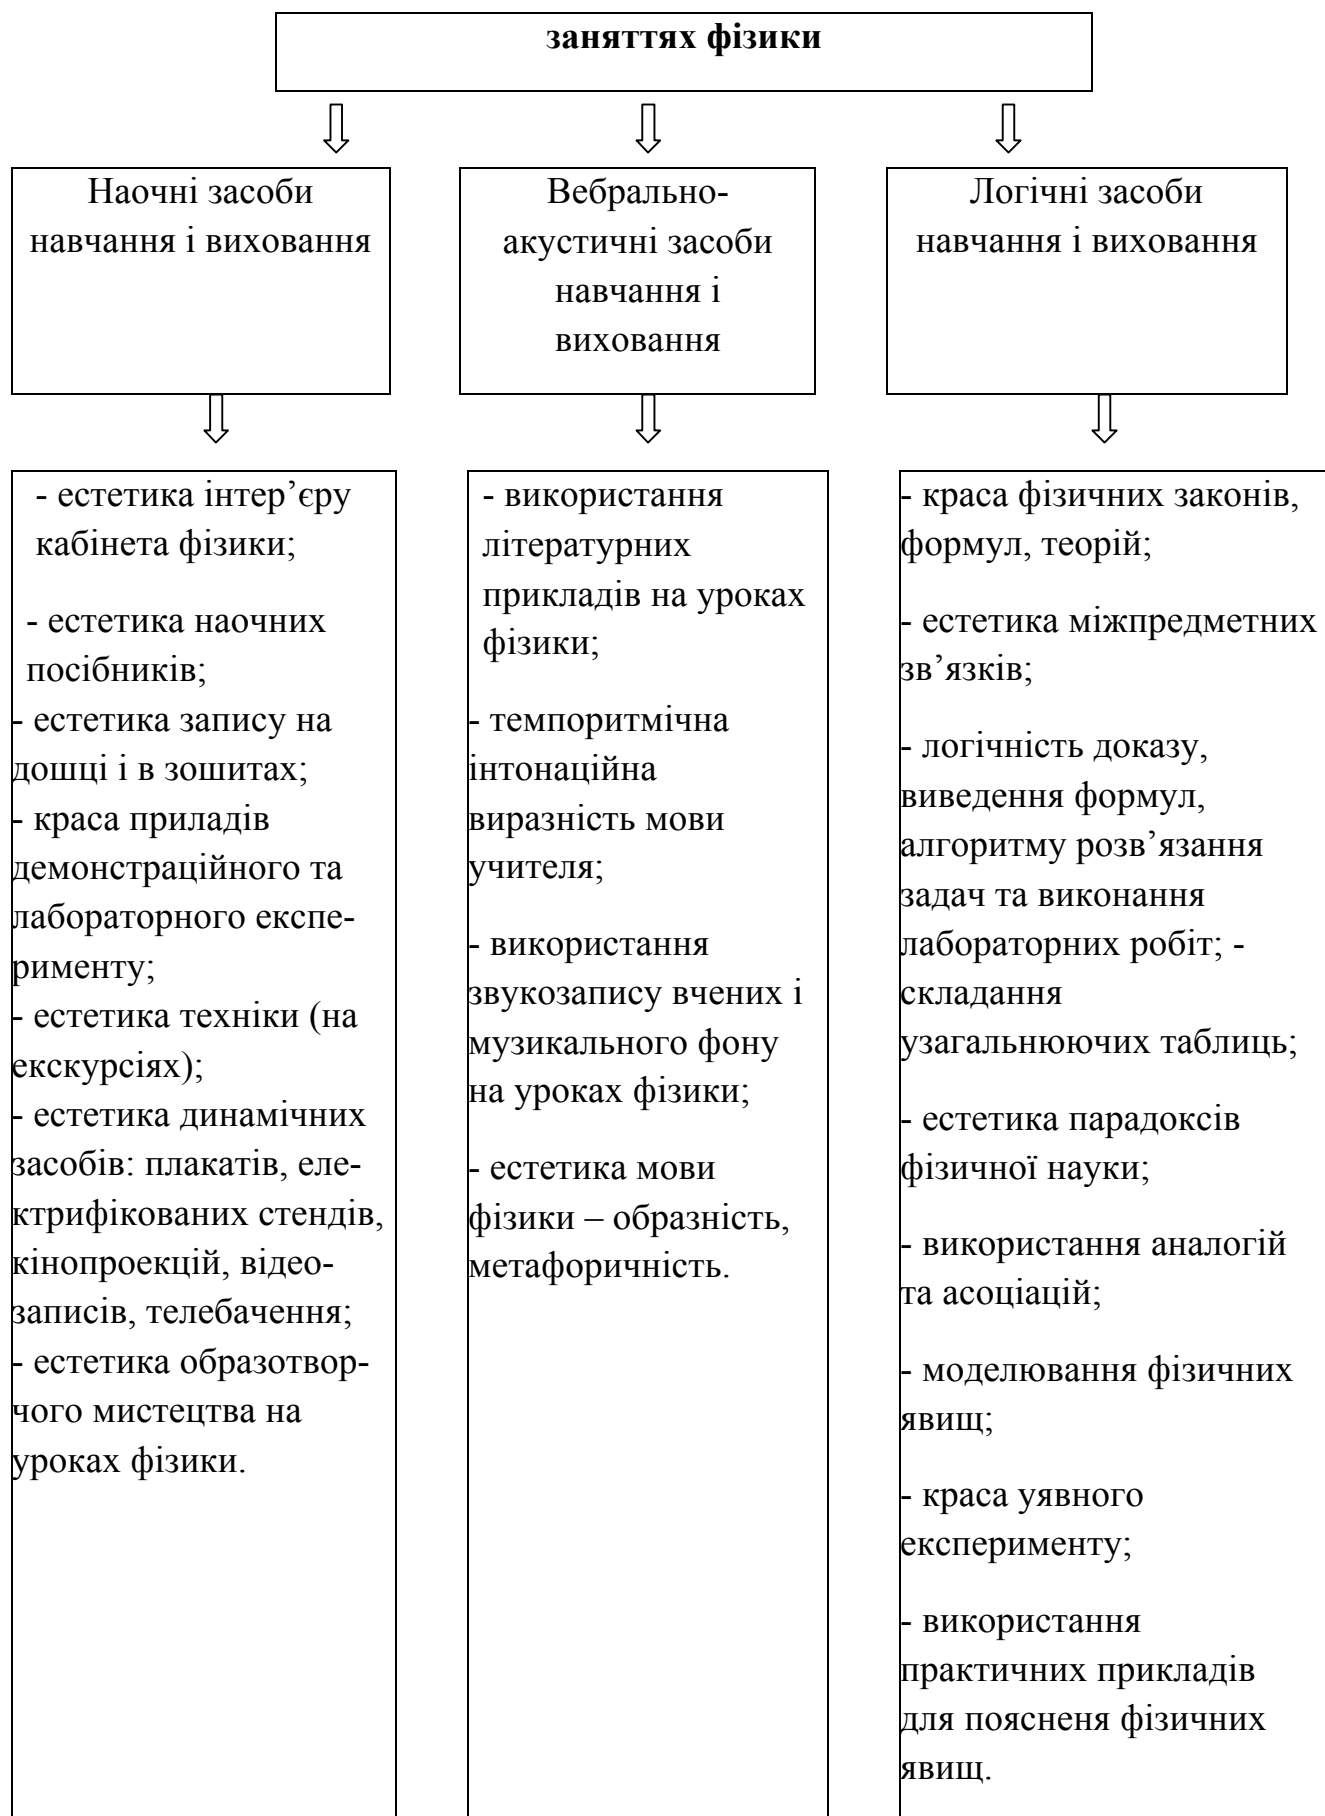 заняттях фізики
Наочні засоби
навчання і виховання
Вебрально-
акустичні засоби
навчання і
виховання
Логічні засоби
навчання і виховання
- естетика інтер’єру
кабінета фізики;
- естетика наочних
посібників;
- естетика запису на
дошці і в зошитах;
- краса приладів
демонстраційного та
лабораторного експе-
рименту;
- естетика техніки (на
екскурсіях);
- естетика динамічних
засобів: плакатів, еле-
ктрифікованих стендів,
кінопроекцій, відео-
записів, телебачення;
- естетика образотвор-
чого мистецтва на
уроках фізики.
- використання
літературних
прикладів на уроках
фізики;
- темпоритмічна
інтонаційна
виразність мови
учителя;
- використання
звукозапису вчених і
музикального фону
на уроках фізики;
- естетика мови
фізики – образність,
метафоричність.
- краса фізичних законів,
формул, теорій;
- естетика міжпредметних
зв’язків;
- логічність доказу,
виведення формул,
алгоритму розв’язання
задач та виконання
лабораторних робіт; -
складання
узагальнюючих таблиць;
- естетика парадоксів
фізичної науки;
- використання аналогій
та асоціацій;
- моделювання фізичних
явищ;
- краса уявного
експерименту;
- використання
практичних прикладів
для поясненя фізичних
явищ.